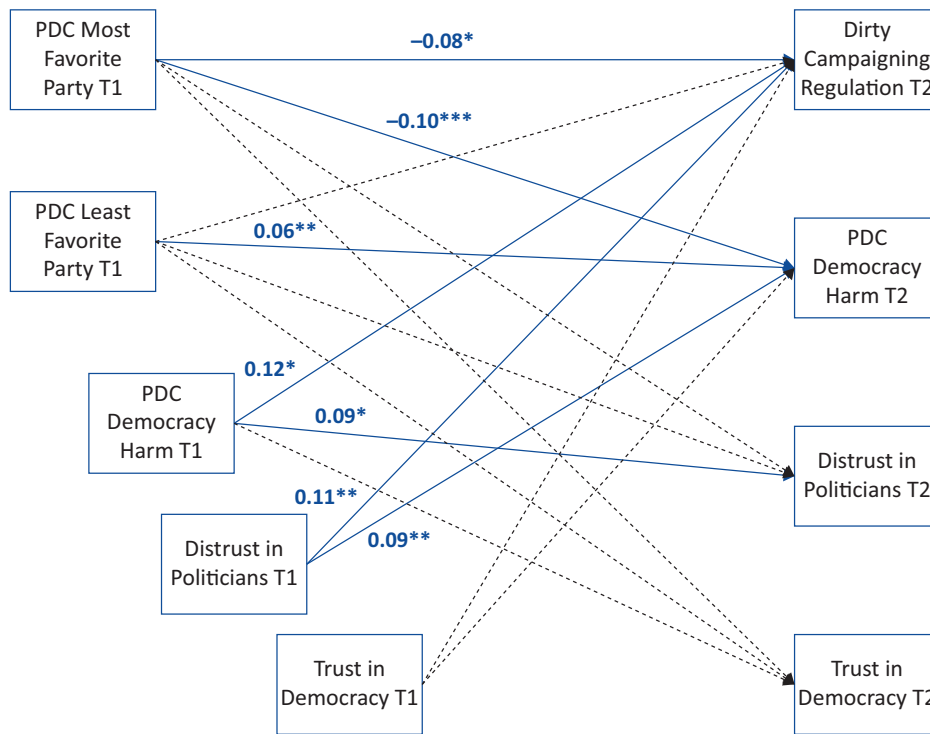 PDC Most
Favorite
Party T1
–0.08*
Dirty
Campaigning
Regulation T2
–0.10***
PDC Least
Favorite
Party T1
0.06**
PDC
Democracy
Harm T2
PDC
Democracy
Harm T1
0.12*
0.09*
Distrust in
Politicians T2
Distrust in
Politicians T1
0.11**
0.09**
Trust in
Democracy T1
Trust in
Democracy T2